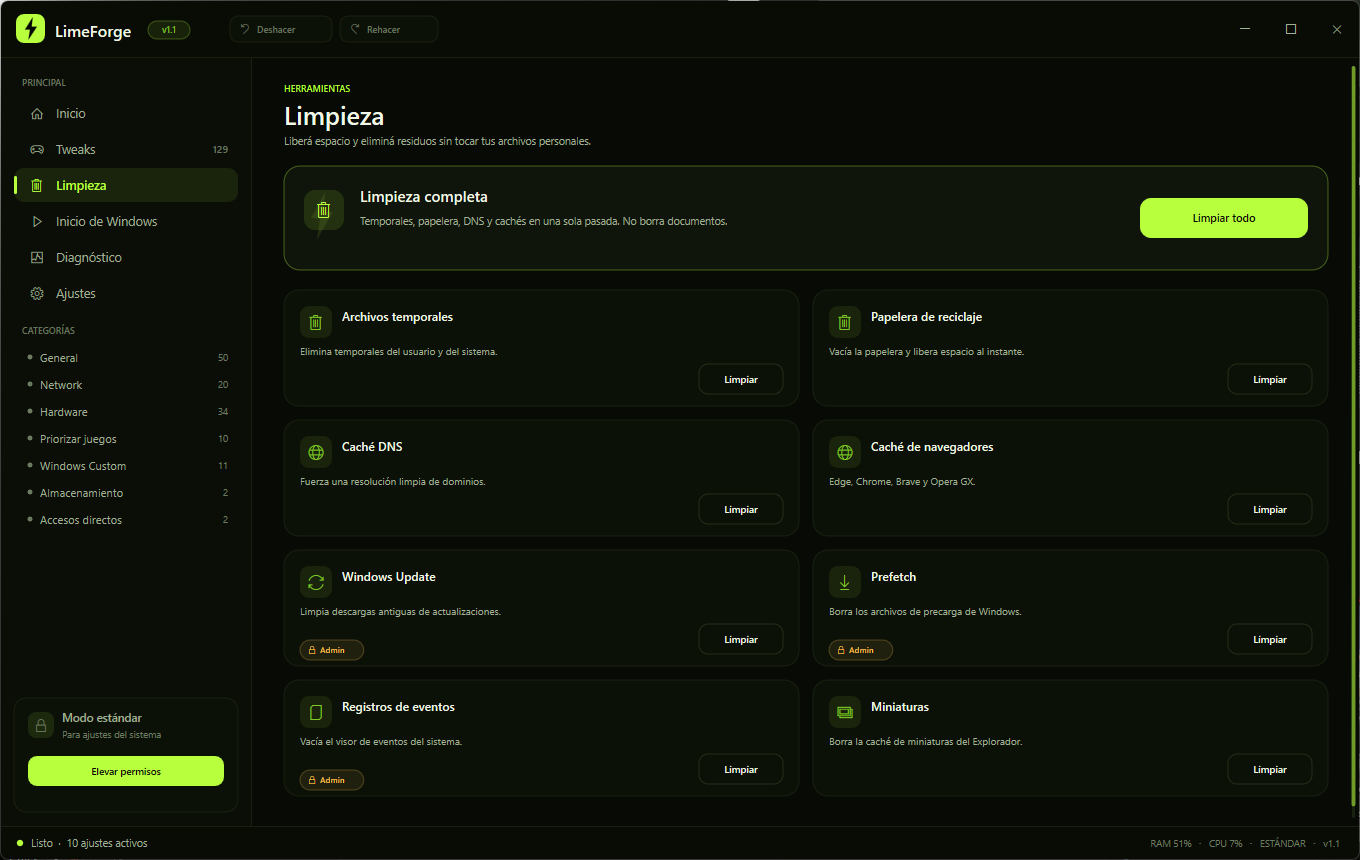 LimeForge
v1.1
Deshacer
Rehacer
PRINCIPAL
Inicio
Tweaks 129
Limpieza
Inicio de Windows
Diagnóstico
Ajustes
CATEGORÍAS
General 50
Network 20
Hardware 34
Priorizar juegos 10
Windows Custom 11
Almacenamiento 2
Accesos directos 2
Modo estándar
Para ajustes del sistema
Elevar permisos
HERRAMIENTAS
Limpieza
Liberá espacio y eliminá residuos sin tocar tus archivos personales.
Limpieza completa
Temporales, papelera, DNS y cachés en una sola pasada. No borra documentos.
Limpiar todo
Archivos temporales
Elimina temporales del usuario y del sistema.
Limpiar
Papelera de reciclaje
Vacía la papelera y libera espacio al instante.
Limpiar
Caché DNS
Fuerza una resolución limpia de dominios.
Limpiar
Caché de navegadores
Edge, Chrome, Brave y Opera GX.
Limpiar
Windows Update
Limpia descargas antiguas de actualizaciones.
Admin
Limpiar
Prefetch
Borra los archivos de precarga de Windows.
Admin
Limpiar
Registros de eventos
Vacía el visor de eventos del sistema.
Admin
Limpiar
Miniaturas
Borra la caché de miniaturas del Explorador.
Limpiar
Listo · 10 ajustes activos
RAM 51% · CPU 7% · ESTÁNDAR · v1.1